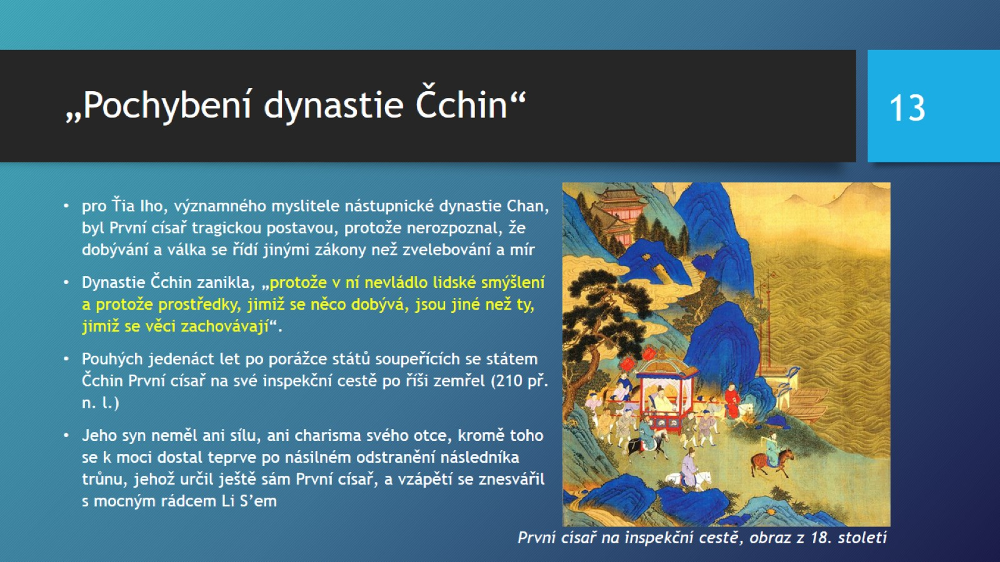 „Pochybení dynastie Čchin“
13
• pro Ťia Iho, významného myslitele nástupnické dynastie Chan,
byl První císař tragickou postavou, protože nerozpoznal, že
dobývání a válka se řídí jinými zákony než zvelebování a mír
• Dynastie Čchin zanikla, „protože v ní nevládlo lidské smýšlení
a protože prostředky, jimiž se něco dobývá, jsou jiné než ty,
jimiž se věci zachovávají“.
• Pouhých jedenáct let po porážce států soupeřících se státem
Čchin První císař na své inspekční cestě po říši zemřel (210 př.
n. l.)
• Jeho syn neměl ani sílu, ani charisma svého otce, kromě toho
se k moci dostal teprve po násilném odstranění následníka
trůnu, jehož určil ještě sám První císař, a vzápětí se znesvářil
s mocným rádcem Li S’em
První císař na inspekční cestě, obraz z 18. století